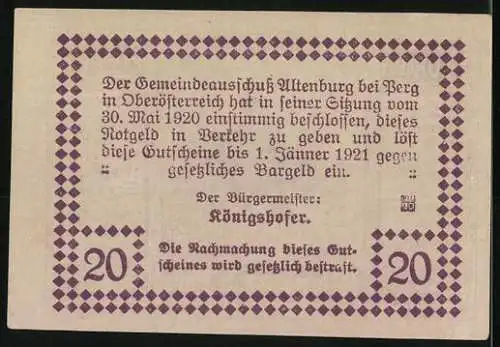 Der Gemeindeausschuß Altenburg bei Perg
in Oberösterreich hat in seiner Sitzung vom
30. Mai 1920 einstimmig beschlossen, dieses
Notgeld in Verkehr zu geben und löst
diese Gutscheine bis 1. Jänner 1921 gegen
gesetzliches Bargeld ein.
Der Bürgermeister:
Königshofer.
Die Nachmachung dieses Gut-
scheines wird gesetzlich bestraft.
20
20